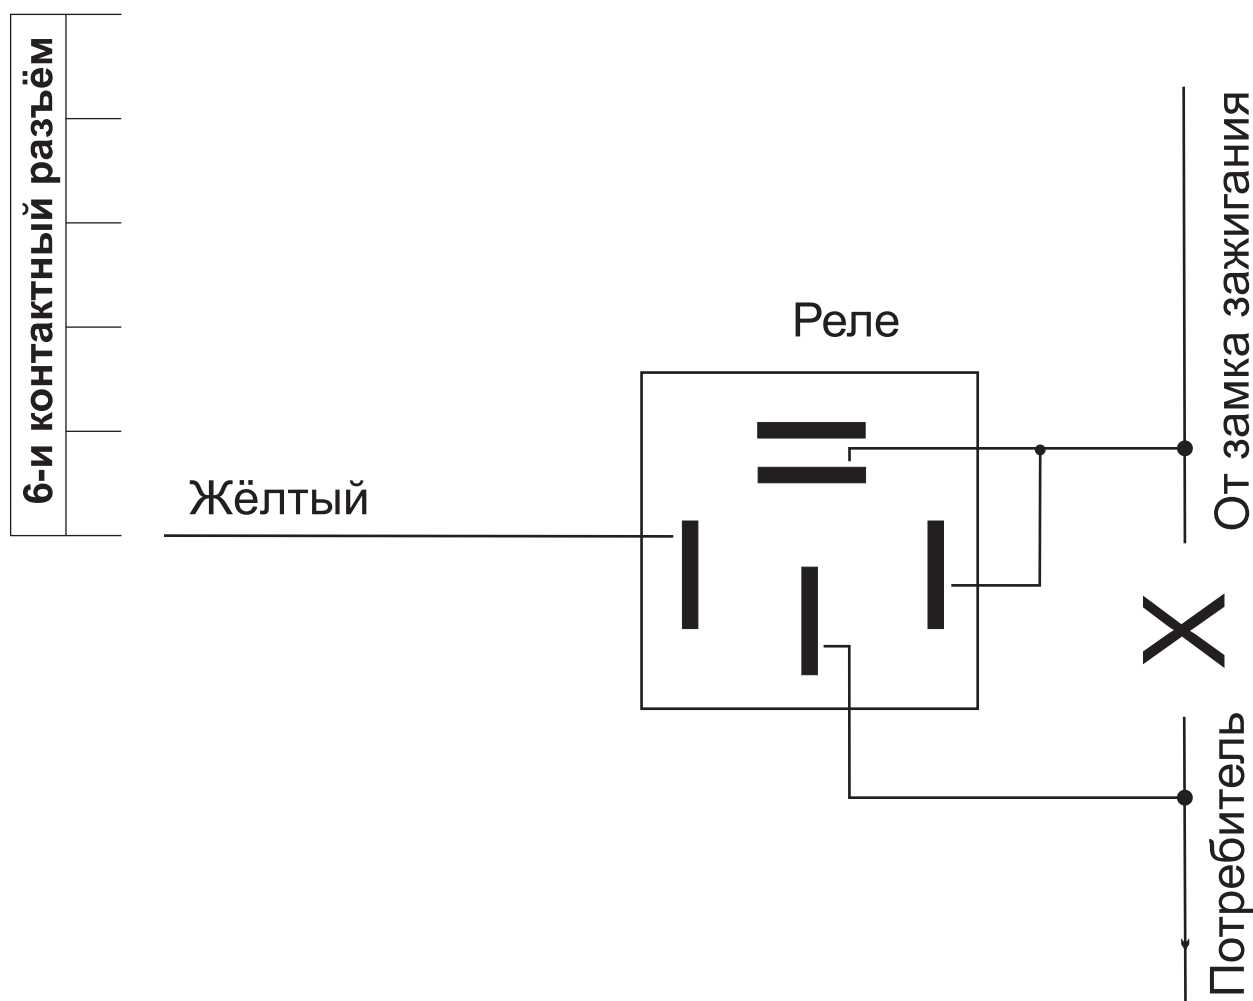 6-и контактный разъём
Реле
От замка зажигания
Жёлтый
X
Потребитель